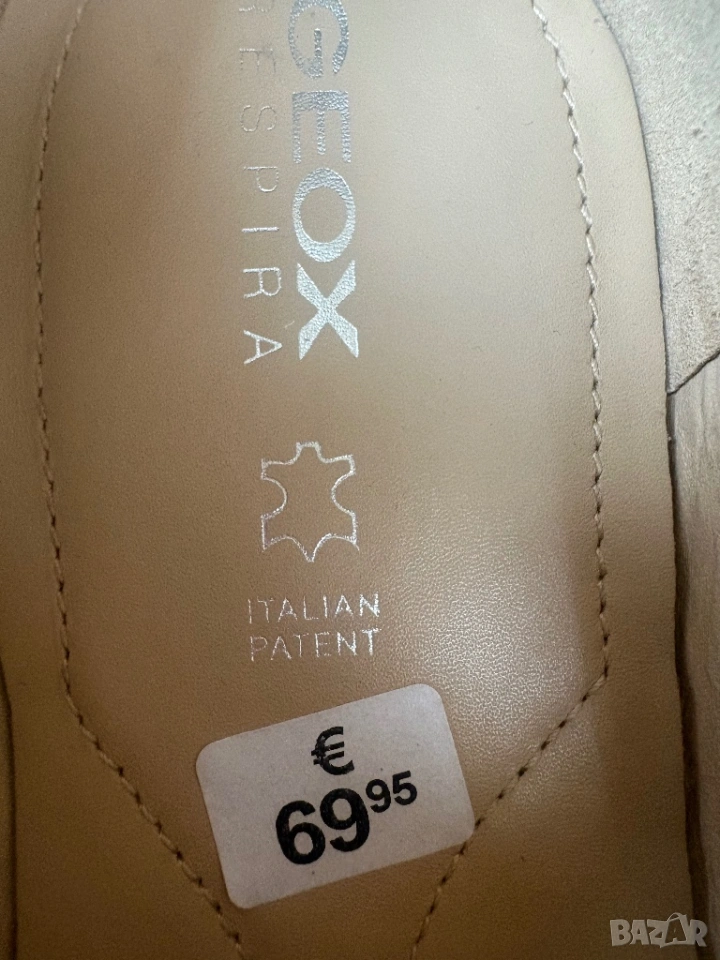 GEOX
RESPIRA
ITALIAN
PATENT
€
6995
BAZAR